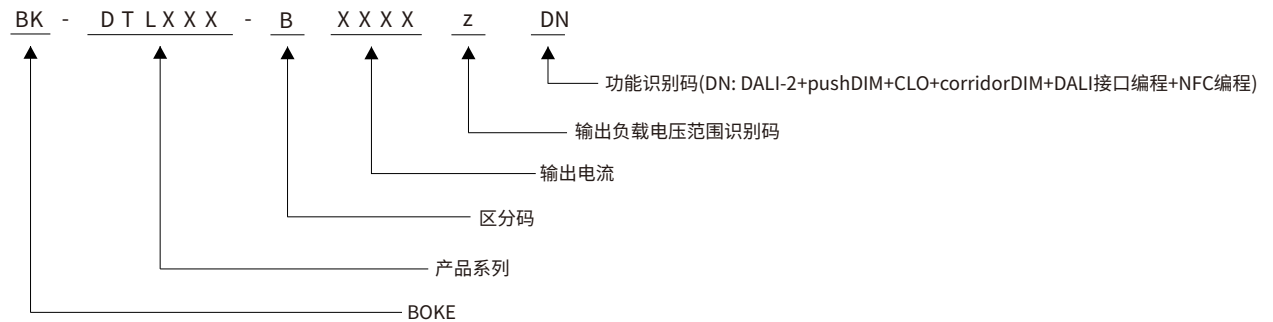 BK - DTLXXX - B XXXX z DN
功能识别码(DN: DALI-2+pushDIM+CLO+corridorDIM+DALI接口编程+NFC编程)
输出负载电压范围识别码
输出电流
区分码
产品系列
BOKE